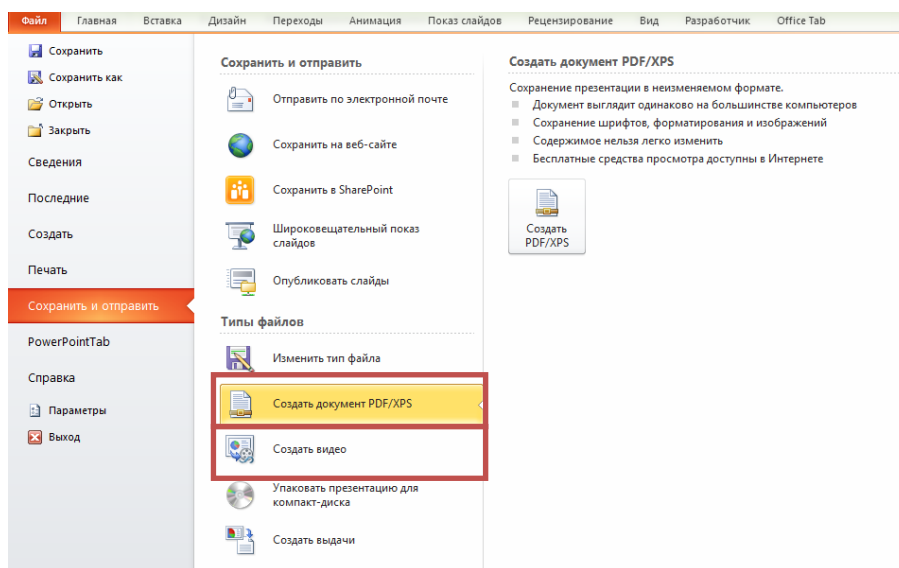 Файл Главная Вставка Дизайн Переходы Анимация Показ слайдов Рецензирование Вид Разработчик Office Tab
Сохранить
Сохранить как
Открыть
Закрыть
Сведения
Последние
Создать
Печать
Сохранить и отправить
PowerPointTab
Справка
Параметры
Выход
Сохранить и отправить
Отправить по электронной почте
Сохранить на веб-сайте
Сохранить в SharePoint
Широковещательный показ
слайдов
Опубликовать слайды
Типы файлов
Изменить тип файла
Создать документ PDF/XPS
Создать видео
Упаковать презентацию для
компакт-диска
Создать выдачи
Создать документ PDF/XPS
Сохранение презентации в неизменяемом формате.
Документ выглядит одинаково на большинстве компьютеров
Сохранение шрифтов, форматирования и изображений
Содержимое нельзя легко изменить
Бесплатные средства просмотра доступны в Интернете
Создать
PDF/XPS